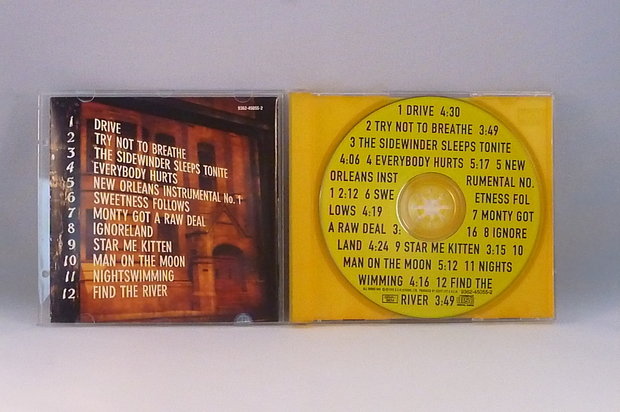 9362-45055-2
1 DRIVE
2 TRY NOT TO BREATHE
3 THE SIDEWINDER SLEEPS TONITE
4 EVERYBODY HURTS
5 NEW ORLEANS INSTRUMENTAL No. 1
6 SWEETNESS FOLLOWS
7 MONTY GOT A RAW DEAL
8 IGNORELAND
9 STAR ME KITTEN
10 MAN ON THE MOON
11 NIGHTSWIMMING
12 FIND THE RIVER
1 DRIVE 4:30
2 TRY NOT TO BREATHE 3:49
3 THE SIDEWINDER SLEEPS TONITE
4:06 4 EVERYBODY HURTS 5:17 5 NEW
ORLEANS INST RUMENTAL NO.
1 2:12 6 SWE ETNESS FOL
LOWS 4:19 7 MONTY GOT
A RAW DEAL 3: 16 8 IGNORE
LAND 4:24 9 STAR ME KITTEN 3:15 10
MAN ON THE MOON 5:12 11 NIGHTS
WIMMING 4:16 12 FIND THE
9362-45055-2
RIVER 3:49